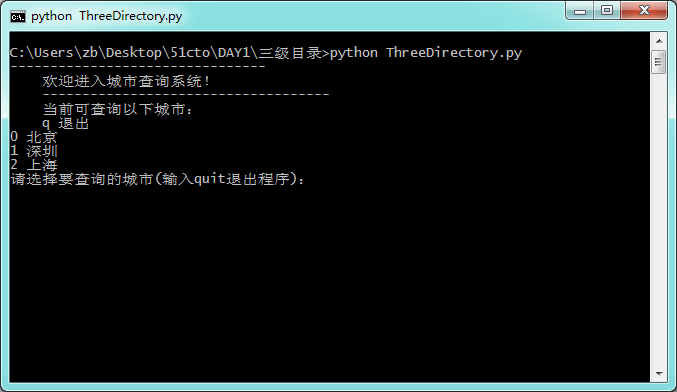 python ThreeDirectory.py
C:\Users\zb\Desktop\51cto\DAY1\三级目录>python ThreeDirectory.py
--------------------------------
欢迎进入城市查询系统!
------------------------------------
当前可查询以下城市:
q 退出
0 北京
1 深圳
2 上海
请选择要查询的城市(输入quit退出程序):